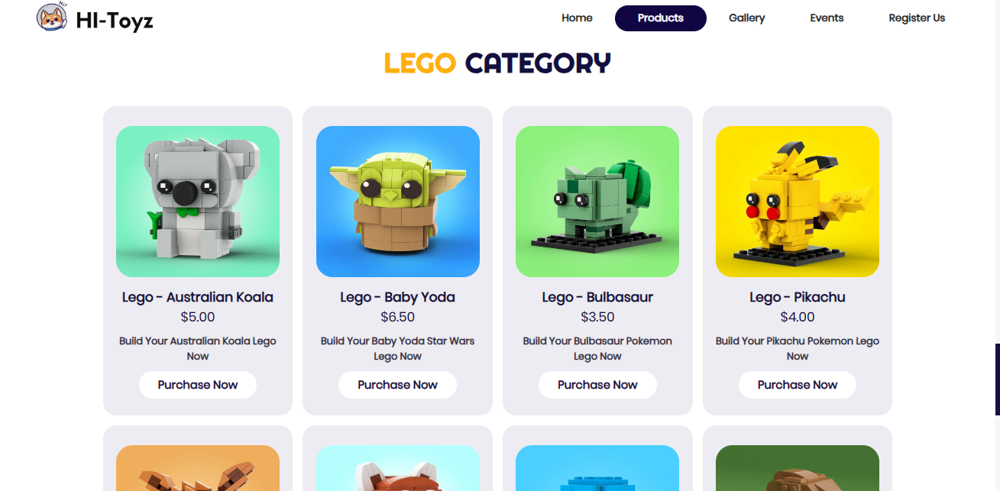 Hi!
HI-Toyz
Home Products Gallery Events Register Us
LEGO CATEGORY
Lego - Australian Koala
$5.00
Build Your Australian Koala Lego
Now
Purchase Now
Lego - Baby Yoda
$6.50
Build Your Baby Yoda Star Wars
Lego Now
Purchase Now
Lego - Bulbasaur
$3.50
Build Your Bulbasaur Pokemon
Lego Now
Purchase Now
Lego - Pikachu
$4.00
Build Your Pikachu Pokemon Lego
Now
Purchase Now